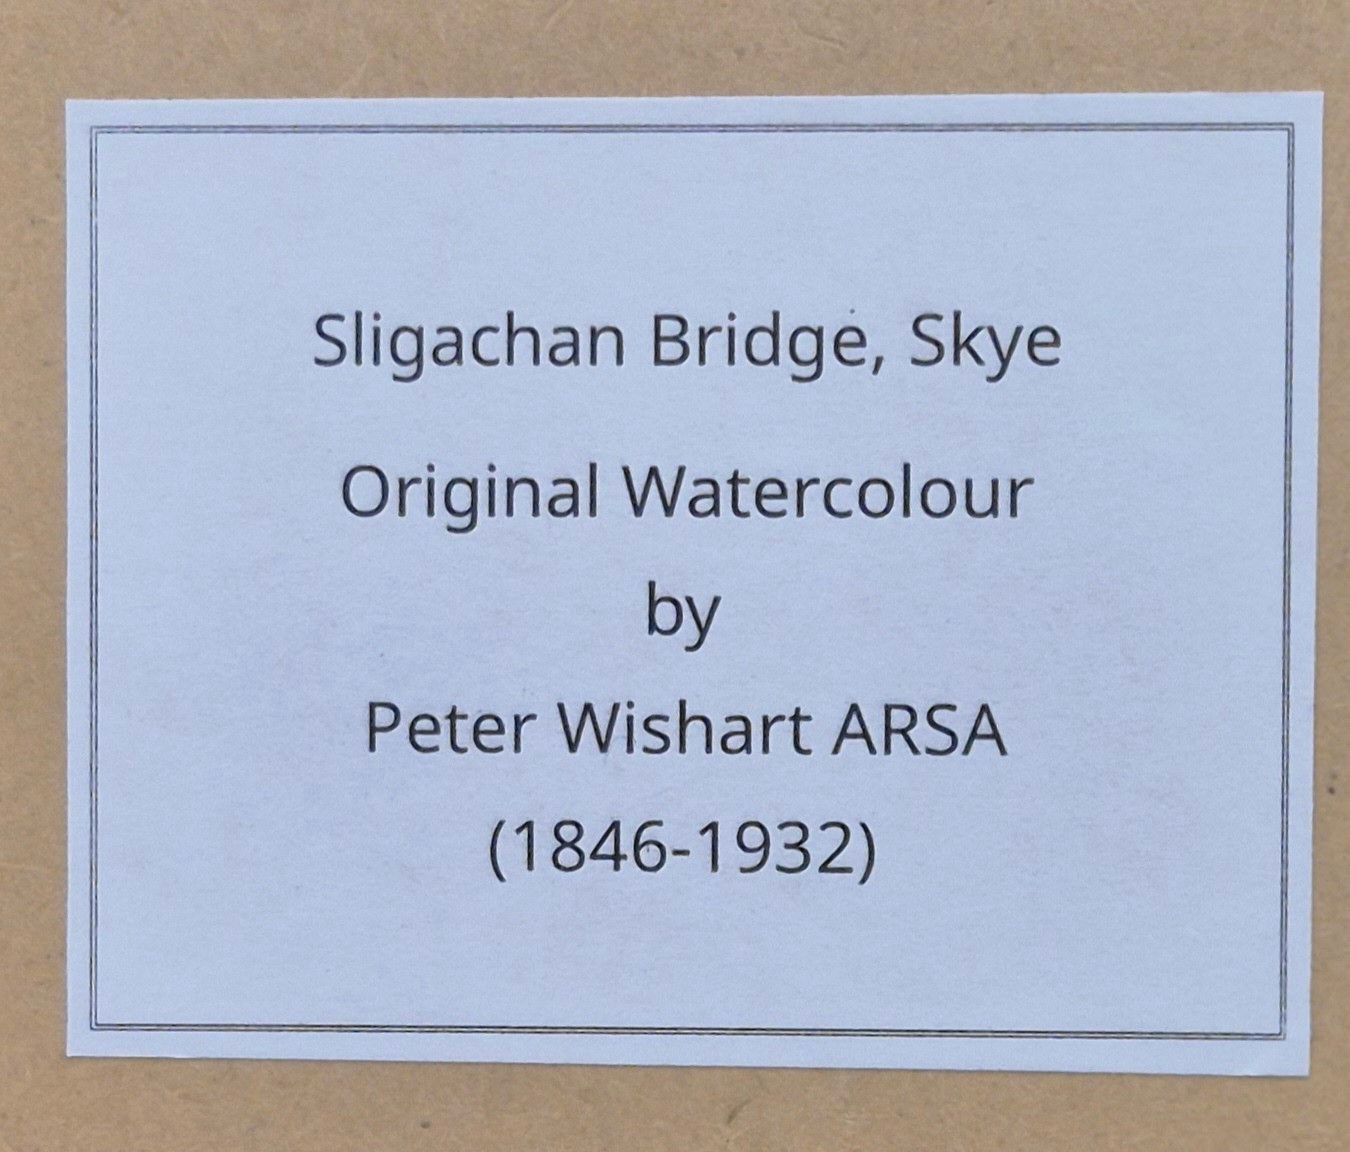 Sligachan Bridge, Skye
Original Watercolour
by
Peter Wishart ARSA
(1846-1932)